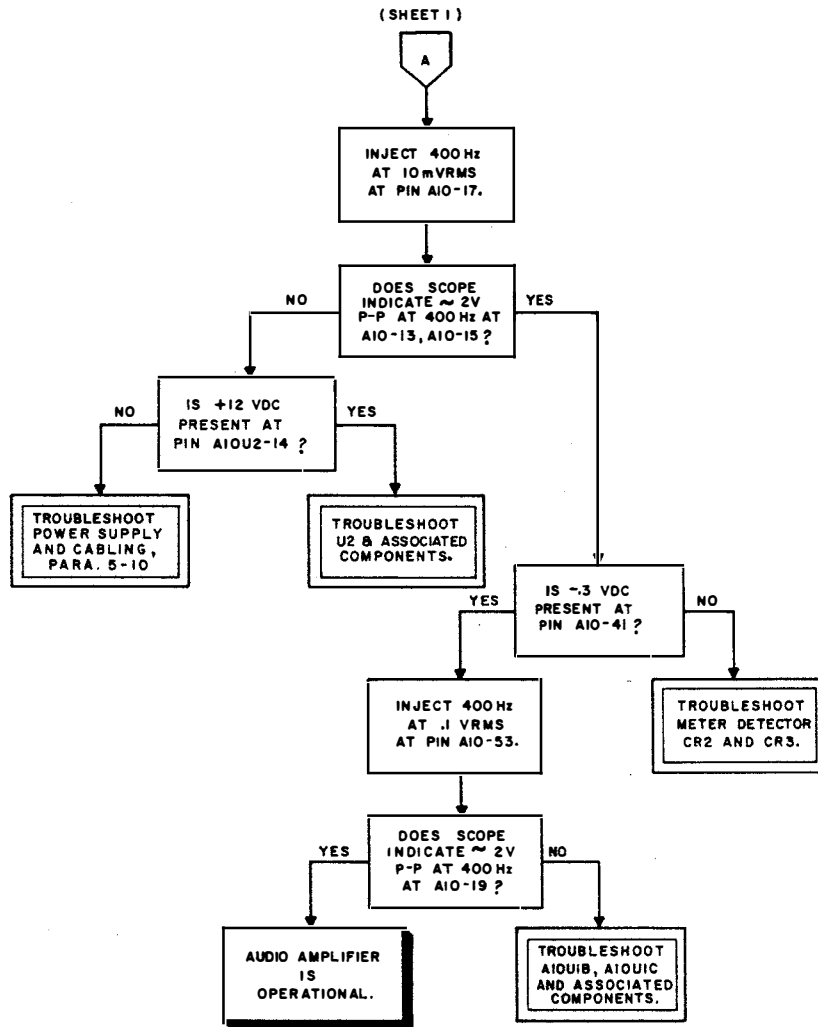 (SHEET 1)
A
INJECT 400 Hz
AT 10 mVRMS
AT PIN A10-17.
DOES SCOPE
INDICATE ~ 2V
P-P AT 400 Hz AT
A10-13, A10-15 ?
NO
YES
IS +12 VDC
PRESENT AT
PIN A10U2-14 ?
NO
YES
TROUBLESHOOT
POWER SUPPLY
AND CABLING,
PARA. 5-10
TROUBLESHOOT
U2 & ASSOCIATED
COMPONENTS.
IS -.3 VDC
PRESENT AT
PIN A10-41 ?
YES
NO
INJECT 400 Hz
AT .1 VRMS
AT PIN A10-53.
TROUBLESHOOT
METER DETECTOR
CR2 AND CR3.
DOES SCOPE
INDICATE ~ 2V
P-P AT 400 Hz
AT A10-19 ?
YES
NO
AUDIO AMPLIFIER
IS
OPERATIONAL.
TROUBLESHOOT
A10U1B, A10U1C
AND ASSOCIATED
COMPONENTS.